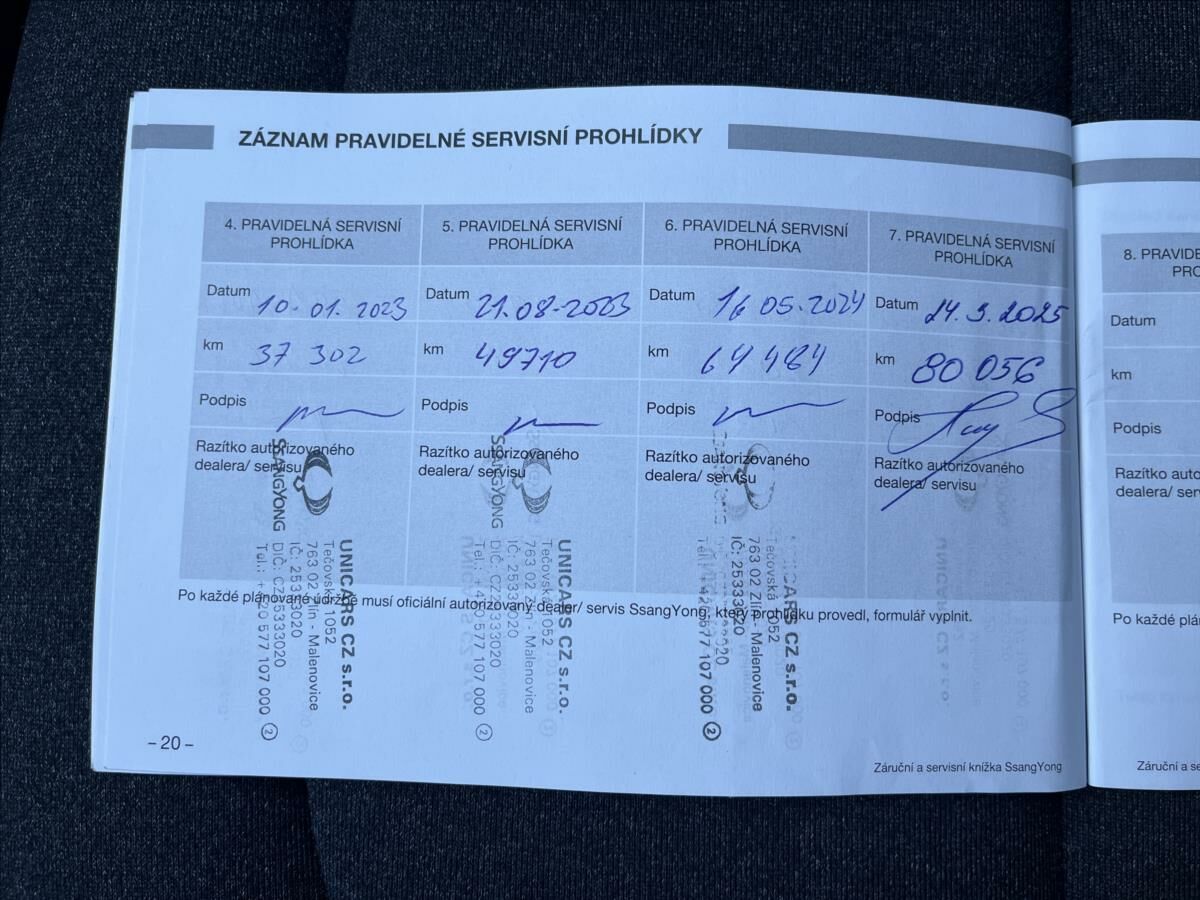 ZÁZNAM PRAVIDELNÉ SERVISNÍ PROHLÍDKY
4. PRAVIDELNÁ SERVISNÍ
PROHLÍDKA
Datum 10.01.2023
km 37 302
Podpis
Razítko autorizovaného
dealera/ servisu
SSANGYONG
UNICARS CZ s.r.o.
Tečovská 1052
763 02 Zlín - Malenovice
IČ: 25333020
DIČ: CZ25333020
Tel.: +420 577 107 000 2
5. PRAVIDELNÁ SERVISNÍ
PROHLÍDKA
Datum 21.08-2023
km 49710
Podpis
Razítko autorizovaného
dealera/ servisu
SSANGYONG
UNICARS CZ s.r.o.
Tečovská 1052
763 02 Zlín - Malenovice
IČ: 25333020
DIČ: CZ25333020
Tel.: +420 577 107 000 2
6. PRAVIDELNÁ SERVISNÍ
PROHLÍDKA
Datum 16 05.2024
km 64 484
Podpis
Razítko autorizovaného
dealera/ servisu
UNICARS CZ s.r.o.
Tečovská 1052
763 02 Zlín - Malenovice
IČ: 25333020
577 107 000 2
7. PRAVIDELNÁ SERVISNÍ
PROHLÍDKA
Datum 24.3.2025
km 80 056
Podpis
Razítko autorizovaného
dealera/ servisu
Po každé plánované údržbě musí oficiální autorizovaný dealer/ servis SsangYong, který prohlídku provedl, formulář vyplnit.
– 20 –
Záruční a servisní knížka SsangYong
8. PRAVIDE
PRO
Datum
km
Podpis
Razítko auto
dealera/ serv
Po každé plán
Záruční a se